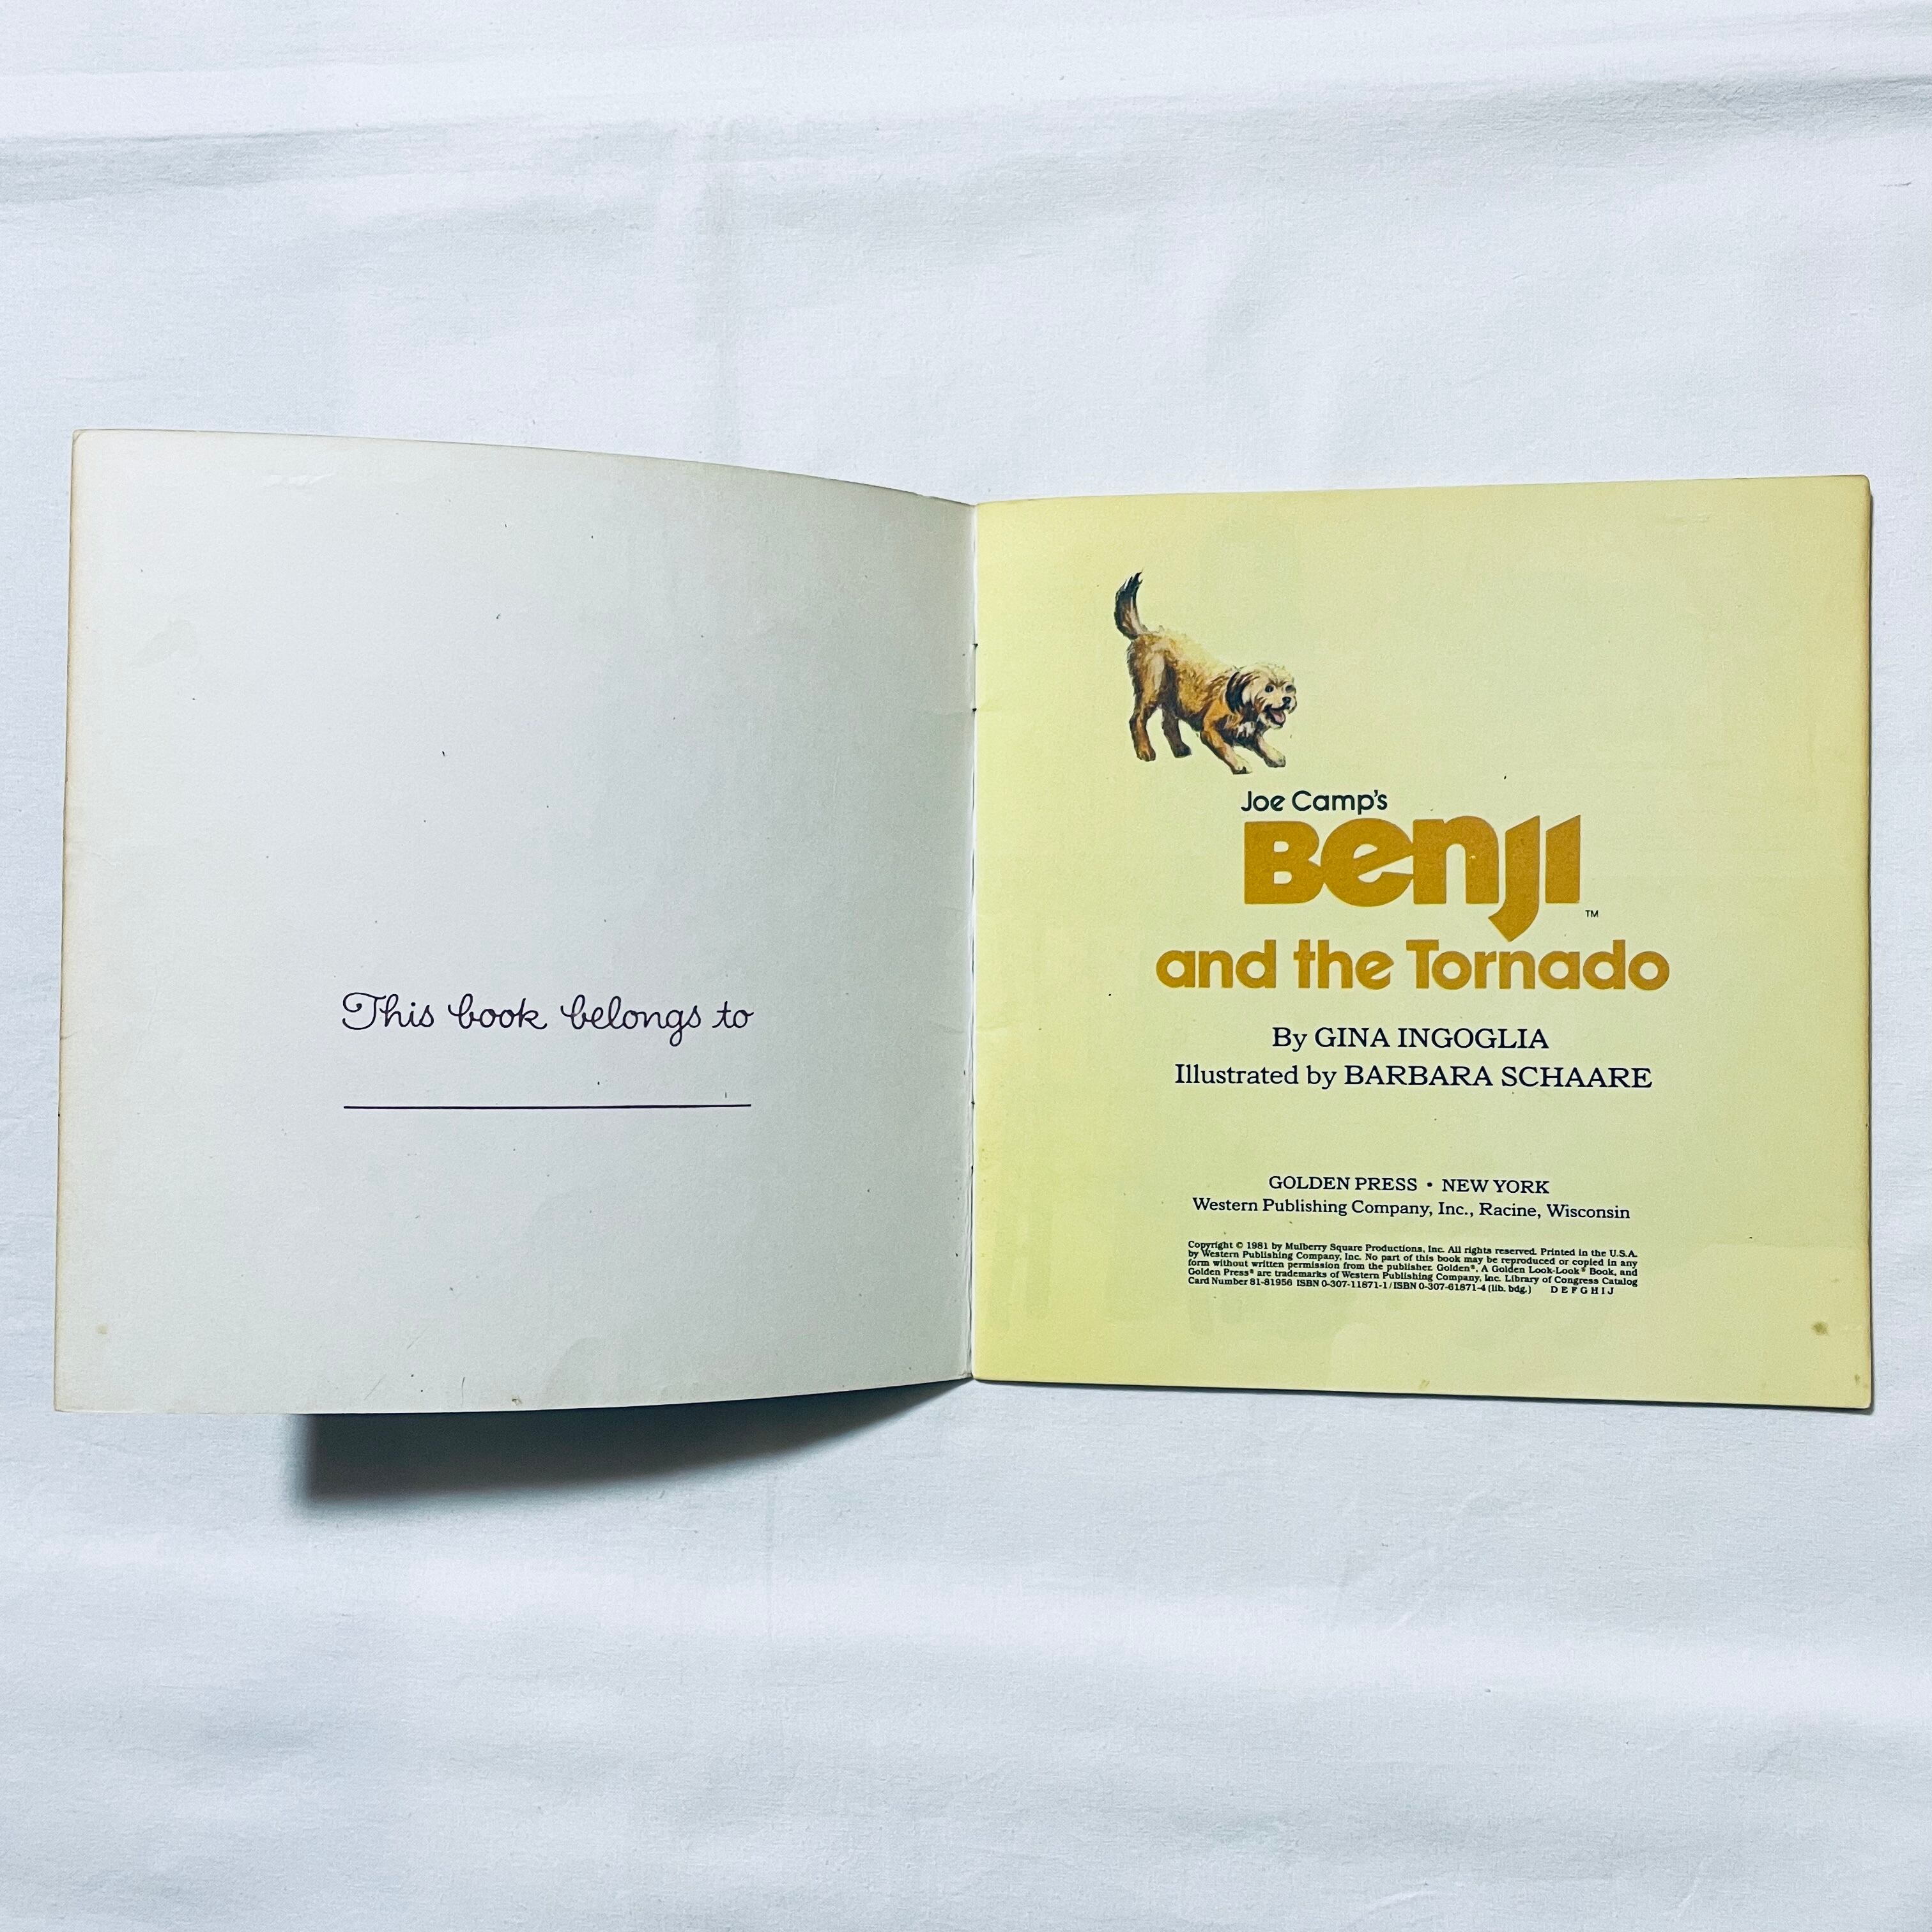 This book belongs to
Joe Camp's
Benji
™
and the Tornado
By GINA INGOGLIA
Illustrated by BARBARA SCHAARE
GOLDEN PRESS • NEW YORK
Western Publishing Company, Inc., Racine, Wisconsin
Copyright © 1981 by Mulberry Square Productions, Inc. All rights reserved. Printed in the U.S.A.
by Western Publishing Company, Inc. No part of this book may be reproduced or copied in any
form without written permission from the publisher. Golden®, A Golden Look-Look® Book, and
Golden Press® are trademarks of Western Publishing Company, Inc. Library of Congress Catalog
Card Number 81-81956 ISBN 0-307-11871-1/ISBN 0-307-61871-4 (lib. bdg.) D E F G H I J